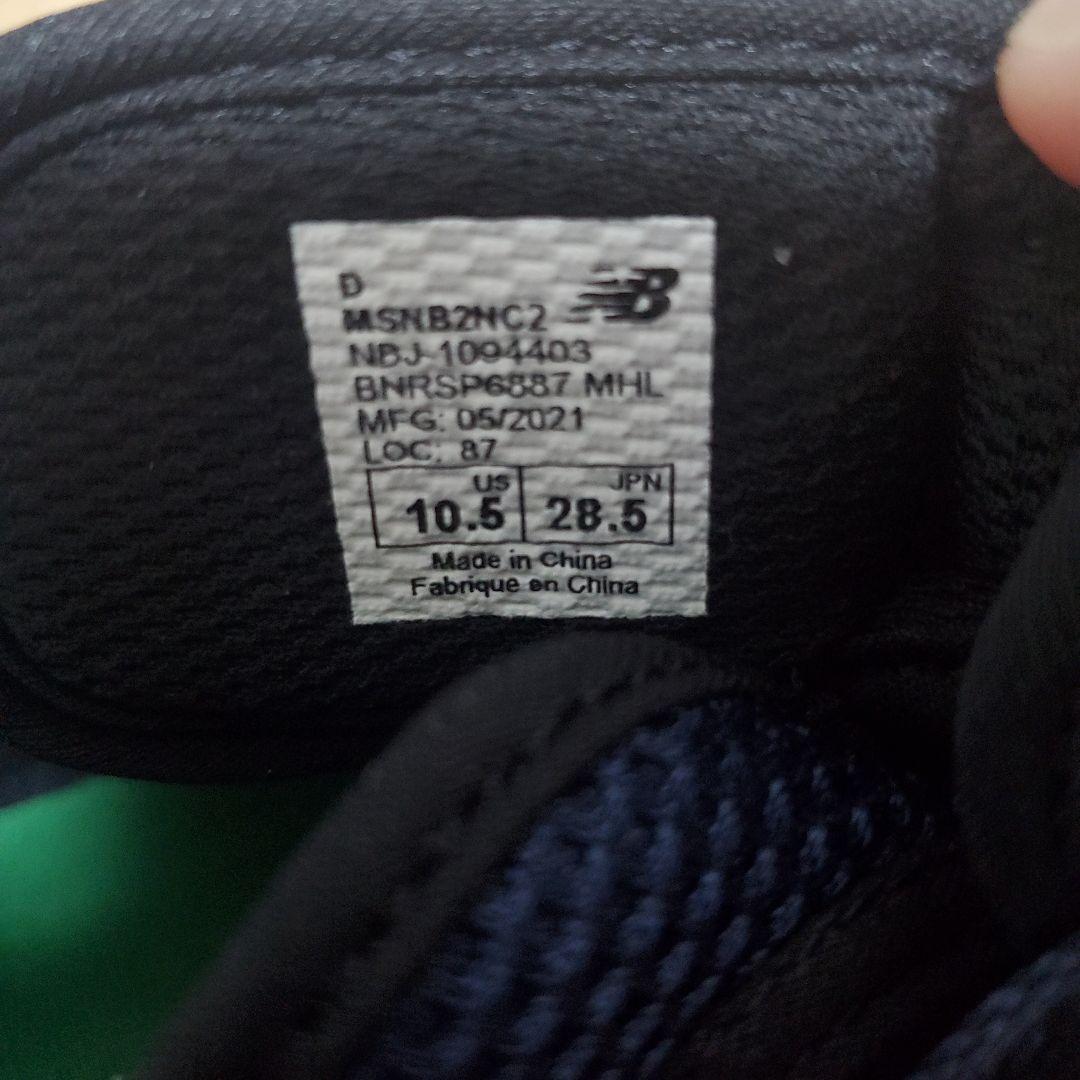 D
MSNB2NC2 NB
NBJ-1094403
BNRSP6887 MHL
MFG: 05/2021
LOC: 87
US JPN
10.5 28.5
Made in China
Fabrique en China